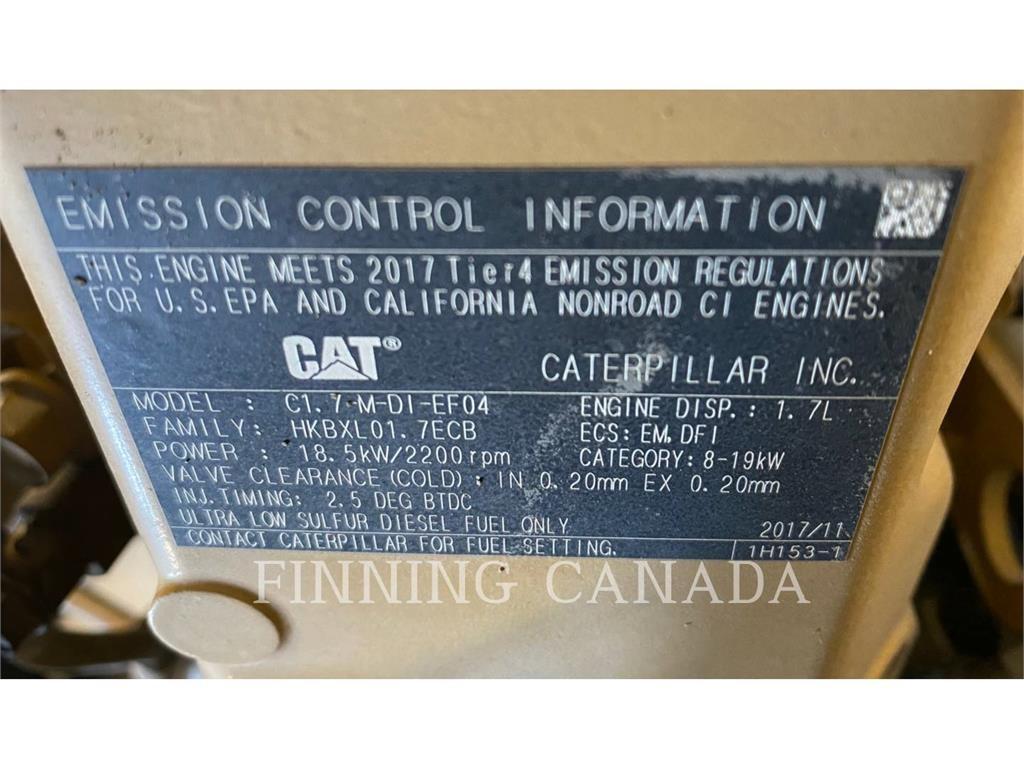 EMISSION CONTROL INFORMATION
THIS ENGINE MEETS 2017 Tier4 EMISSION REGULATIONS
FOR U.S. EPA AND CALIFORNIA NONROAD CI ENGINES.
CAT® CATERPILLAR INC.
MODEL : C1.7-M-DI-EF04 ENGINE DISP.: 1.7L
FAMILY: HKBXL01.7ECB ECS: EM, DFI
POWER : 18.5kW/2200rpm CATEGORY: 8-19kW
VALVE CLEARANCE (COLD) : IN 0.20mm EX 0.20mm
INJ.TIMING: 2.5 DEG BTDC
ULTRA LOW SULFUR DIESEL FUEL ONLY 2017/11
CONTACT CATERPILLAR FOR FUEL SETTING. 1H153-1
FINNING CANADA